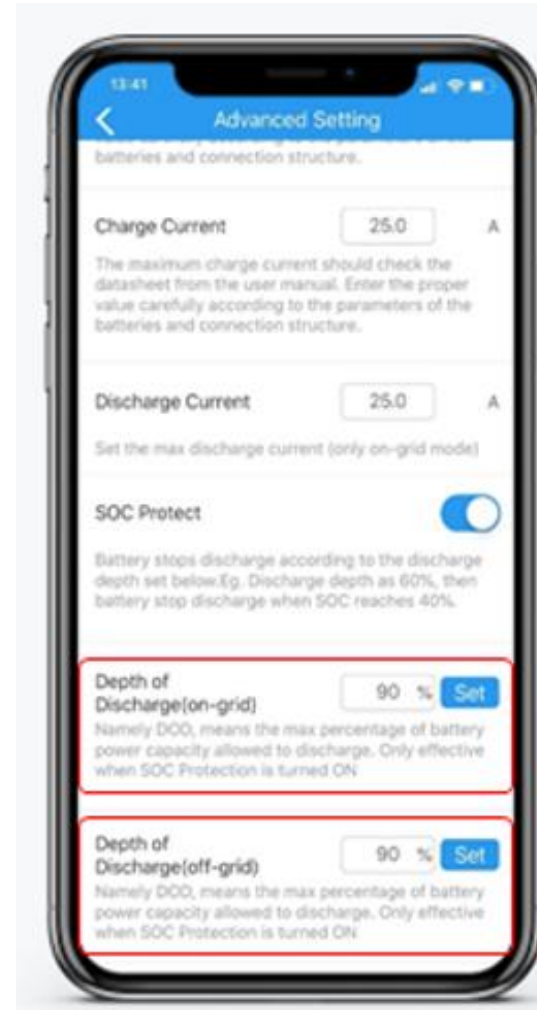 13:41
Advanced Setting
batteries and connection structure.
Charge Current 25.0 A
The maximum charge current should check the
datasheet from the user manual. Enter the proper
value carefully according to the parameters of the
batteries and connection structure.
Discharge Current 25.0 A
Set the max discharge current (only on-grid mode)
SOC Protect
Battery stops discharge according to the discharge
depth set below.Eg. Discharge depth as 60%, then
battery stop discharge when SOC reaches 40%.
Depth of
Discharge(on-grid) 90 % Set
Namely DOD, means the max percentage of battery
power capacity allowed to discharge. Only effective
when SOC Protection is turned ON
Depth of
Discharge(off-grid) 90 % Set
Namely DOD, means the max percentage of battery
power capacity allowed to discharge. Only effective
when SOC Protection is turned ON